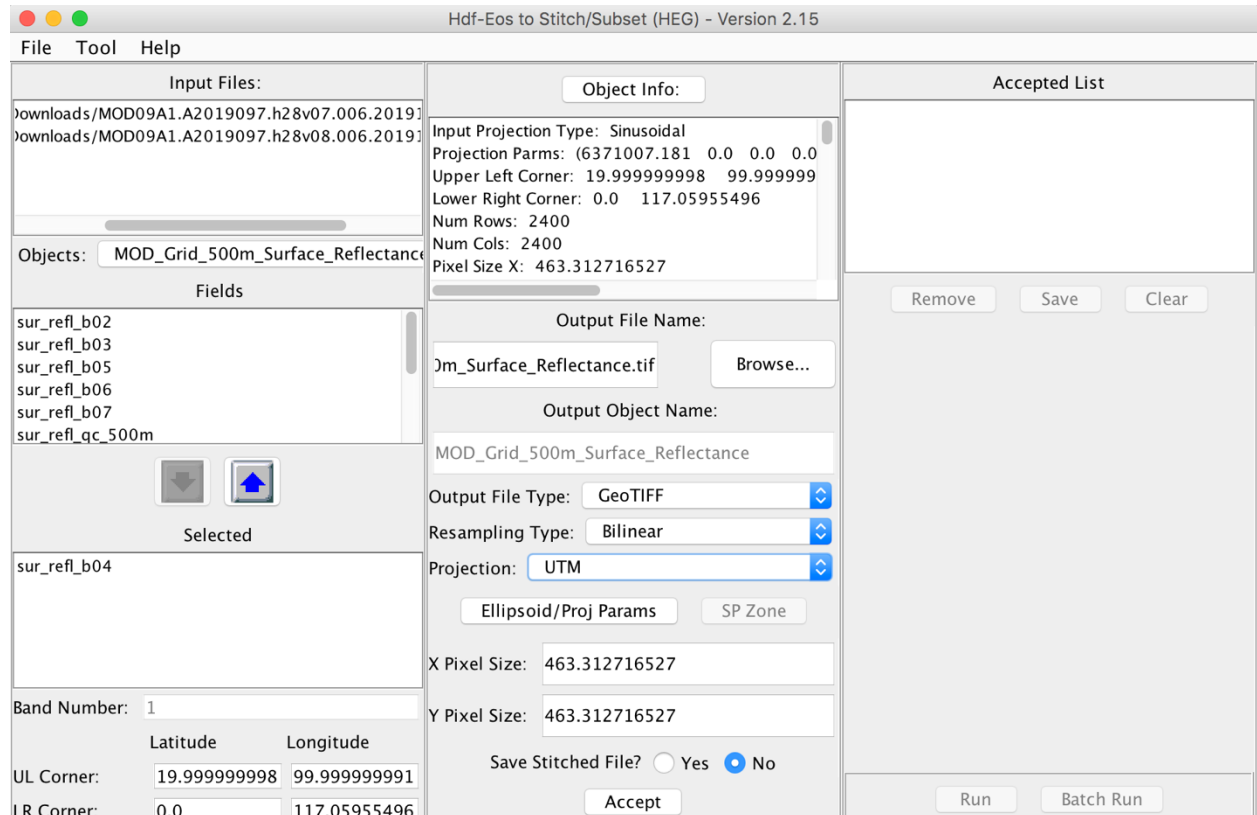 Hdf-Eos to Stitch/Subset (HEG) - Version 2.15
File Tool Help
Input Files:
Downloads/MOD09A1.A2019097.h28v07.006.20191
Downloads/MOD09A1.A2019097.h28v08.006.20191
Objects: MOD_Grid_500m_Surface_Reflectance
Fields
sur_refl_b02
sur_refl_b03
sur_refl_b05
sur_refl_b06
sur_refl_b07
sur_refl_qc_500m
Selected
sur_refl_b04
Band Number: 1
Latitude Longitude
UL Corner: 19.999999998 99.999999991
LR Corner: 0.0 117.05955496
Object Info:
Input Projection Type: Sinusoidal
Projection Parms: (6371007.181 0.0 0.0 0.0
Upper Left Corner: 19.999999998 99.999999
Lower Right Corner: 0.0 117.05955496
Num Rows: 2400
Num Cols: 2400
Pixel Size X: 463.312716527
Output File Name:
0m_Surface_Reflectance.tif Browse...
Output Object Name:
MOD_Grid_500m_Surface_Reflectance
Output File Type: GeoTIFF
Resampling Type: Bilinear
Projection: UTM
Ellipsoid/Proj Params SP Zone
X Pixel Size: 463.312716527
Y Pixel Size: 463.312716527
Save Stitched File? Yes No
Accept
Accepted List
Remove Save Clear
Run Batch Run